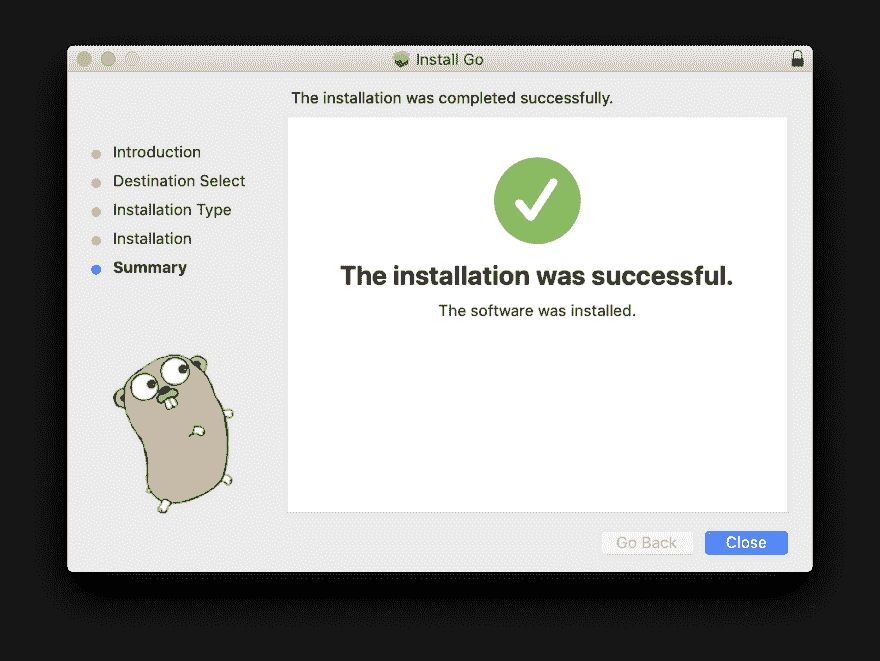 Install Go
The installation was completed successfully.
Introduction
Destination Select
Installation Type
Installation
Summary
The installation was successful.
The software was installed.
Go Back
Close